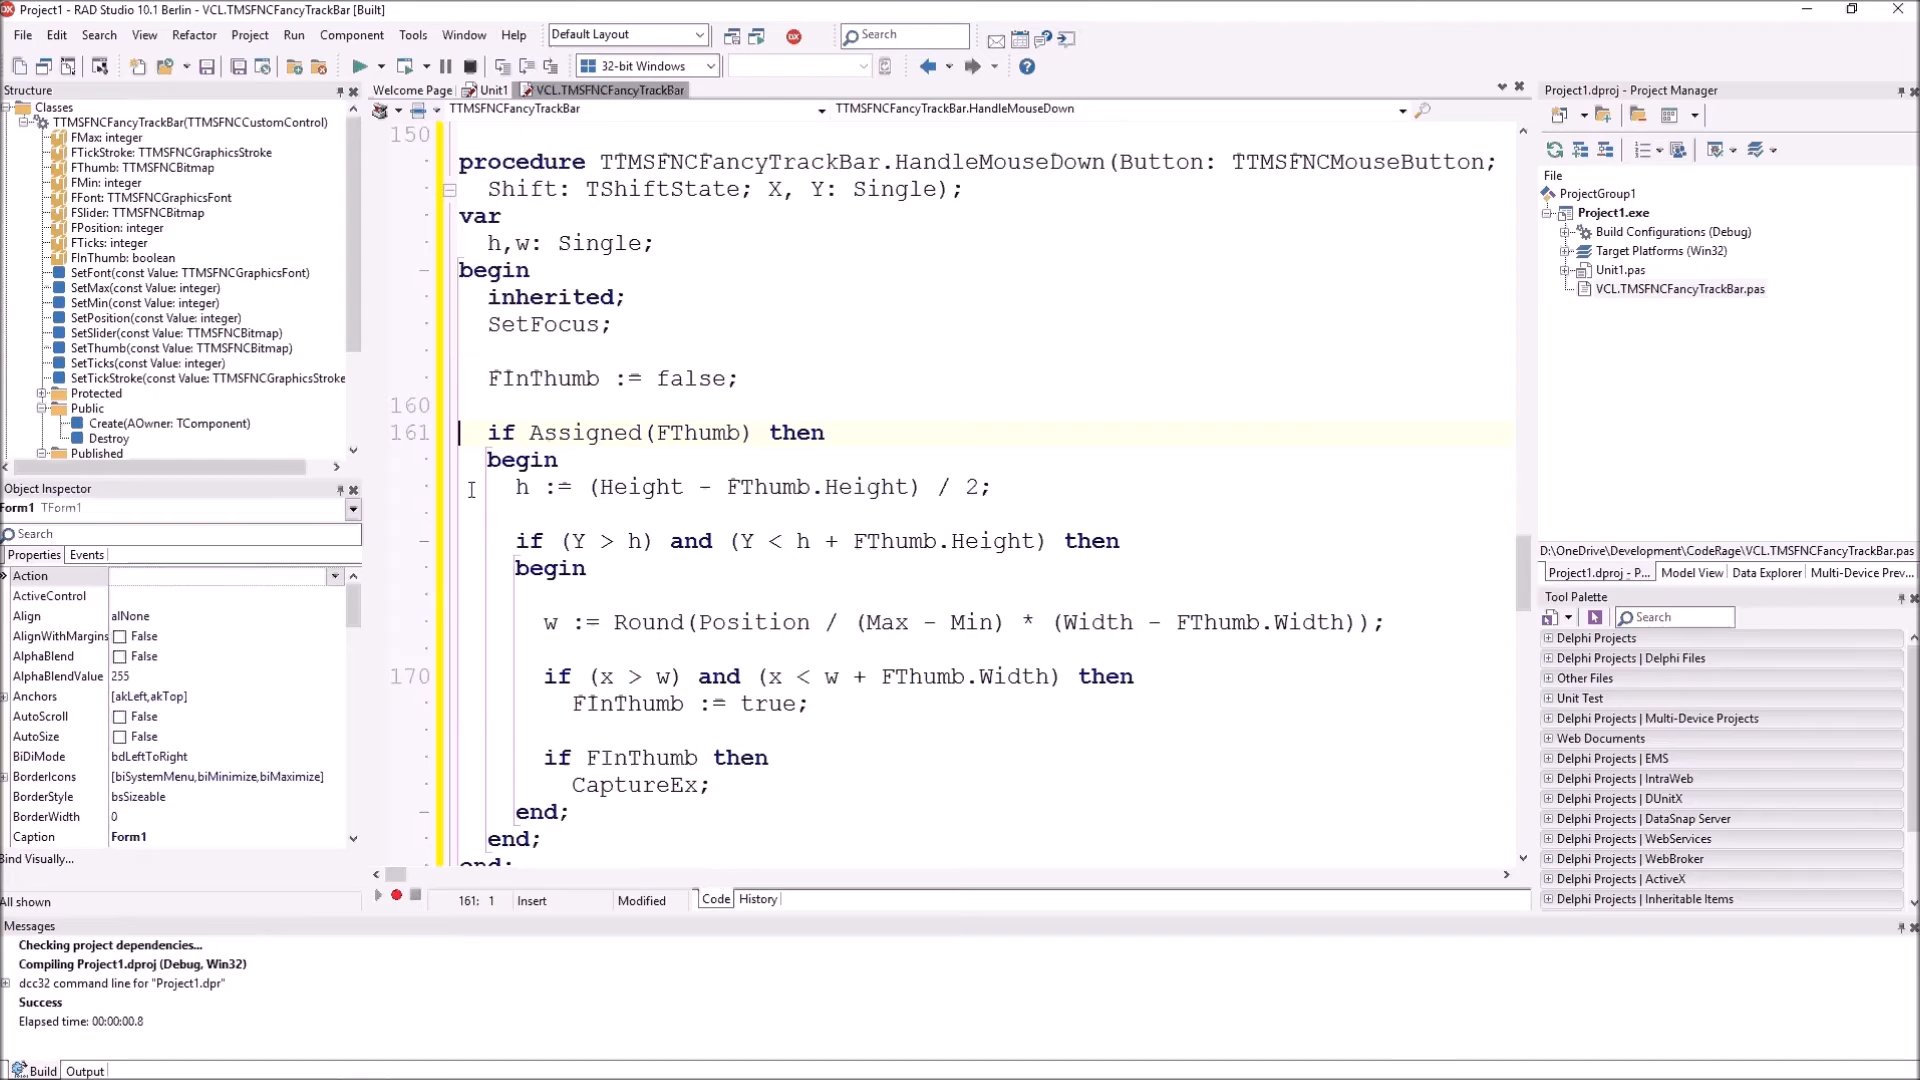 Project1 - RAD Studio 10.1 Berlin - VCL.TMSFNCFancyTrackBar [Built]
File Edit Search View Refactor Project Run Component Tools Window Help
Default Layout
Search
32-bit Windows
Structure
Classes
TTMSFNCFancyTrackBar(TTMSFNCCustomControl)
FMax: integer
FTickStroke: TTMSFNCGraphicsStroke
FThumb: TTMSFNCBitmap
FMin: integer
FFont: TTMSFNCGraphicsFont
FSlider: TTMSFNCBitmap
FPosition: integer
FTicks: integer
FInThumb: boolean
SetFont(const Value: TTMSFNCGraphicsFont)
SetMax(const Value: integer)
SetMin(const Value: integer)
SetPosition(const Value: integer)
SetSlider(const Value: TTMSFNCBitmap)
SetThumb(const Value: TTMSFNCBitmap)
SetTicks(const Value: integer)
SetTickStroke(const Value: TTMSFNCGraphicsStroke
Protected
Public
Create(AOwner: TComponent)
Destroy
Published
Object Inspector
Form1 TForm1
Search
Properties Events
Action
ActiveControl
Align alNone
AlignWithMargins False
AlphaBlend False
AlphaBlendValue 255
Anchors [akLeft,akTop]
AutoScroll False
AutoSize False
BiDiMode bdLeftToRight
BorderIcons [biSystemMenu,biMinimize,biMaximize]
BorderStyle bsSizeable
BorderWidth 0
Caption Form1
Bind Visually...
All shown
Welcome Page Unit1 VCL.TMSFNCFancyTrackBar
TTMSFNCFancyTrackBar TTMSFNCFancyTrackBar.HandleMouseDown
150
procedure TTMSFNCFancyTrackBar.HandleMouseDown(Button: TTMSFNCMouseButton;
Shift: TShiftState; X, Y: Single);
var
h,w: Single;
begin
inherited;
SetFocus;
FInThumb := false;
160
161 if Assigned(FThumb) then
begin
h := (Height - FThumb.Height) / 2;
if (Y > h) and (Y < h + FThumb.Height) then
begin
w := Round(Position / (Max - Min) * (Width - FThumb.Width));
170 if (x > w) and (x < w + FThumb.Width) then
FInThumb := true;
if FInThumb then
CaptureEx;
end;
end;
end;
161: 1 Insert Modified Code History
Project1.dproj - Project Manager
File
ProjectGroup1
Project1.exe
Build Configurations (Debug)
Target Platforms (Win32)
Unit1.pas
VCL.TMSFNCFancyTrackBar.pas
D:\OneDrive\Development\CodeRage\VCL.TMSFNCFancyTrackBar.pas
Project1.dproj - P... Model View Data Explorer Multi-Device Prev...
Tool Palette
Search
Delphi Projects
Delphi Projects | Delphi Files
Other Files
Unit Test
Delphi Projects | Multi-Device Projects
Web Documents
Delphi Projects | EMS
Delphi Projects | IntraWeb
Delphi Projects | DUnitX
Delphi Projects | DataSnap Server
Delphi Projects | WebServices
Delphi Projects | WebBroker
Delphi Projects | ActiveX
Delphi Projects | Inheritable Items
Messages
Checking project dependencies...
Compiling Project1.dproj (Debug, Win32)
dcc32 command line for "Project1.dpr"
Success
Elapsed time: 00:00:00.8
Build Output